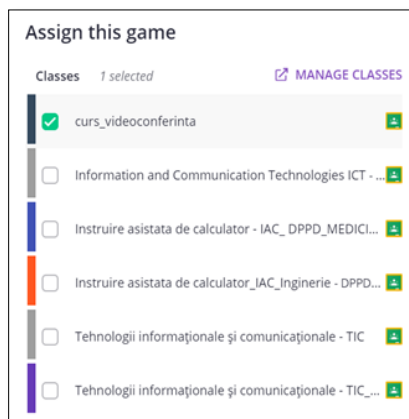 Assign this game
Classes 1 selected MANAGE CLASSES
curs_videoconferinta
Information and Communication Technologies ICT - ...
Instruire asistata de calculator - IAC_ DPPD_MEDICI...
Instruire asistata de calculator_IAC_Inginerie - DPPD...
Tehnologii informaționale și comunicaționale - TIC
Tehnologii informaționale și comunicaționale - TIC_...